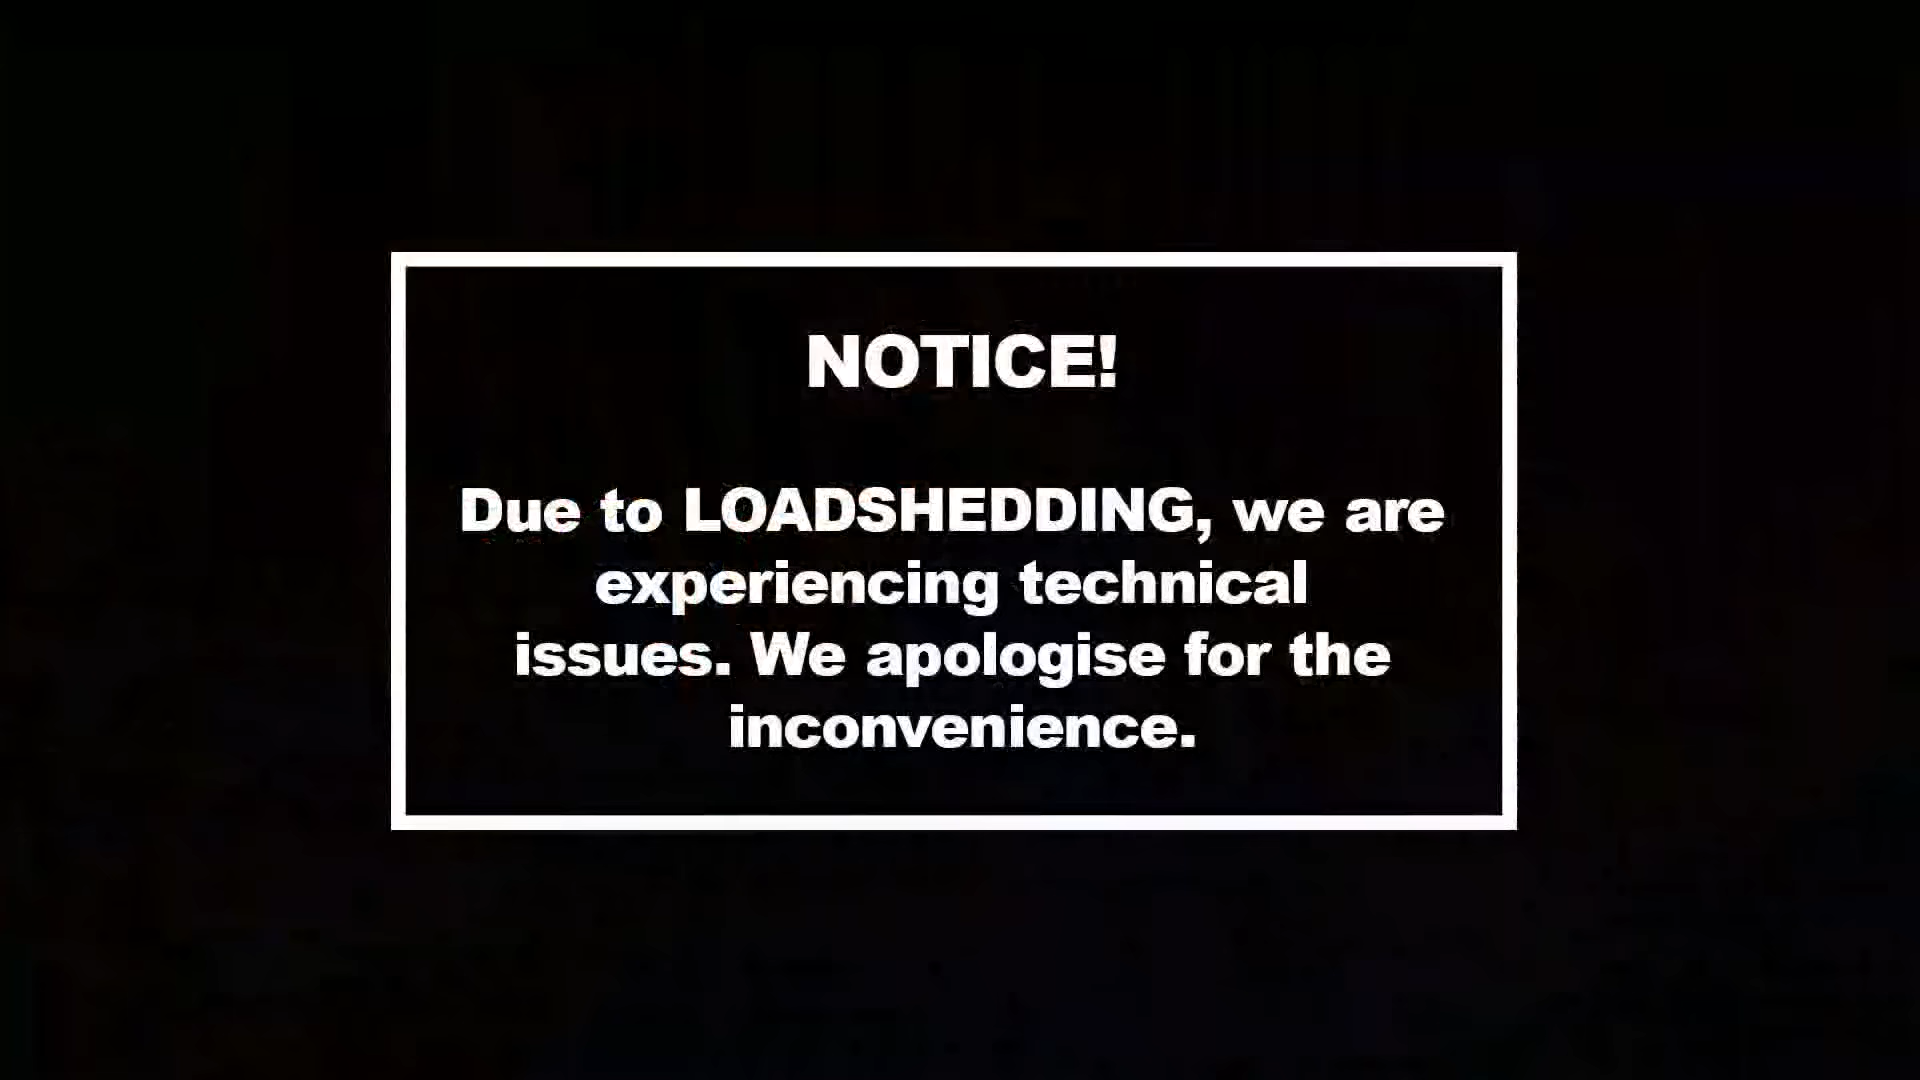 NOTICE!
Due to LOADSHEDDING, we are
experiencing technical
issues. We apologise for the
inconvenience.